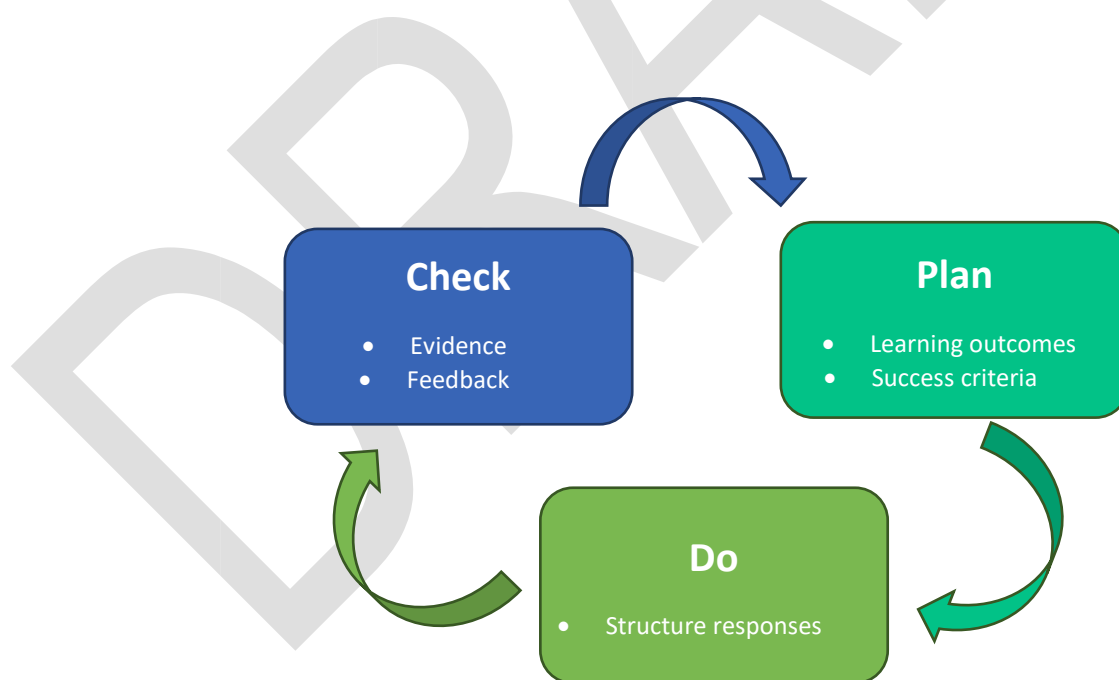 Check
• Evidence
• Feedback
Plan
• Learning outcomes
• Success criteria
Do
• Structure responses